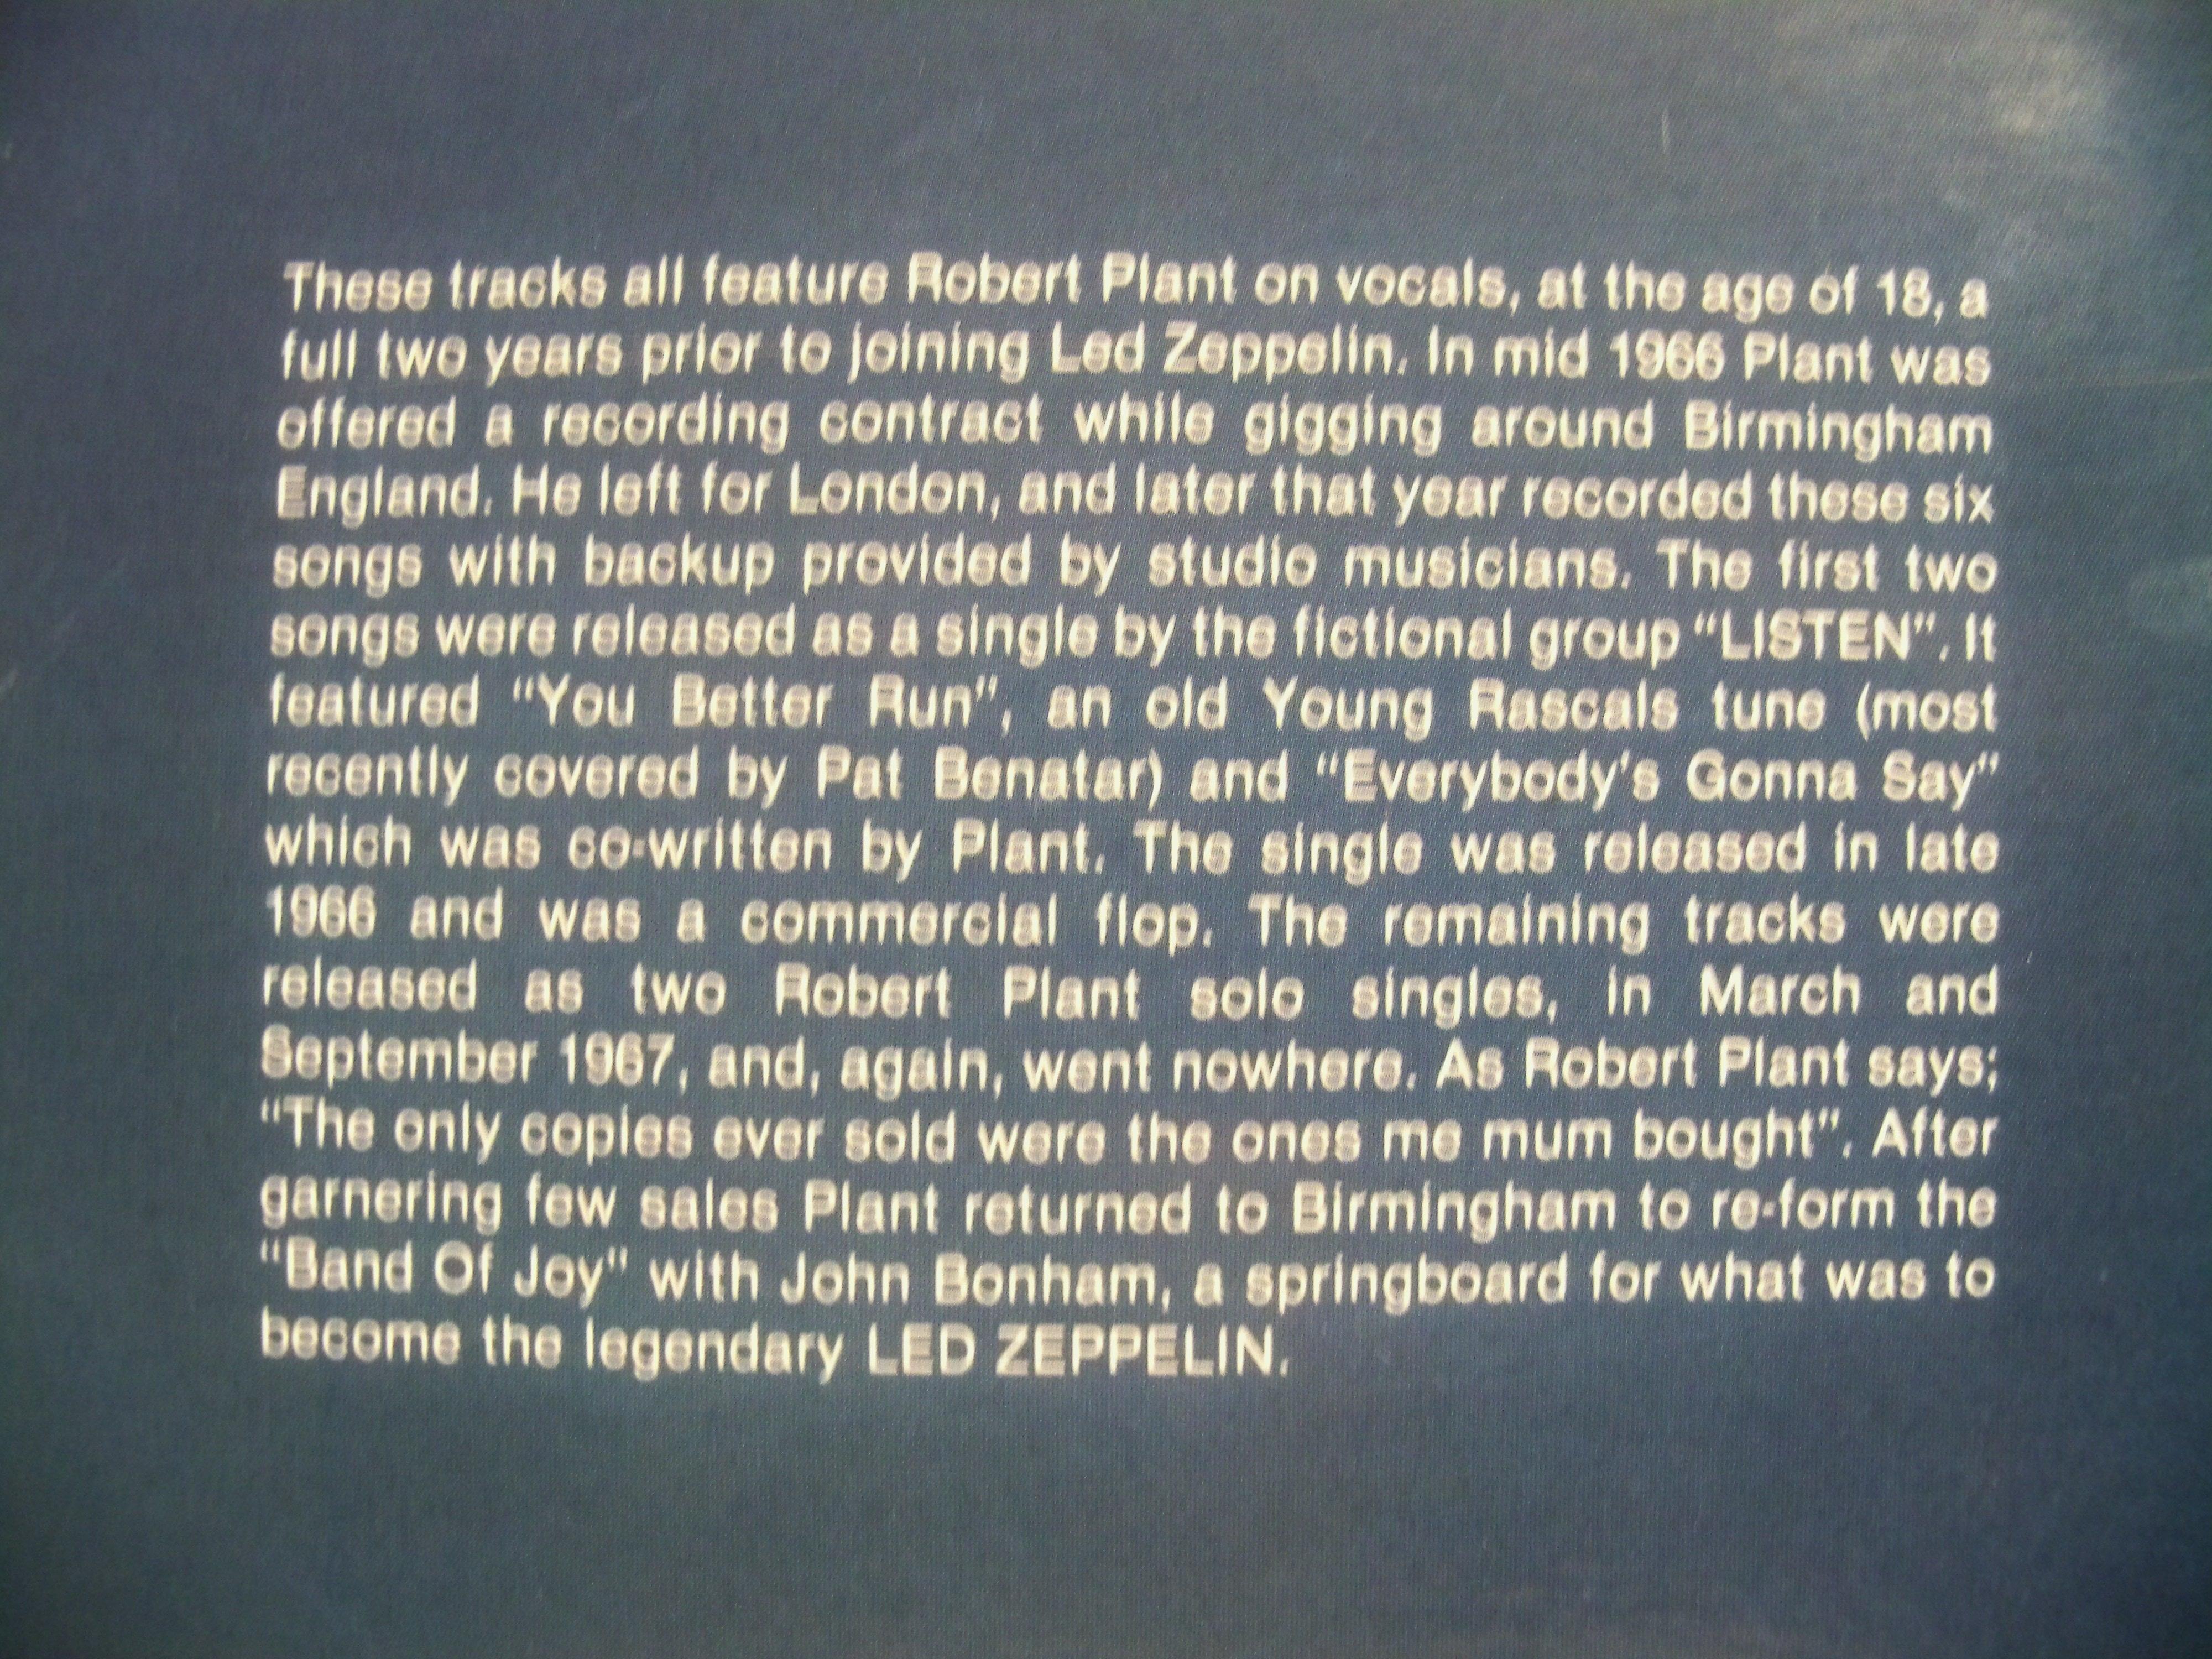 These tracks all feature Robert Plant on vocals, at the age of 18, a
full two years prior to joining Led Zeppelin. In mid 1966 Plant was
offered a recording contract while gigging around Birmingham
England. He left for London, and later that year recorded these six
songs with backup provided by studio musicians. The first two
songs were released as a single by the fictional group "LISTEN". It
featured "You Better Run", an old Young Rascals tune (most
recently covered by Pat Benatar) and "Everybody's Gonna Say"
which was co-written by Plant. The single was released in late
1966 and was a commercial flop. The remaining tracks were
released as two Robert Plant solo singles, in March and
September 1967, and, again, went nowhere. As Robert Plant says;
"The only copies ever sold were the ones me mum bought". After
garnering few sales Plant returned to Birmingham to re-form the
"Band Of Joy" with John Bonham, a springboard for what was to
become the legendary LED ZEPPELIN.